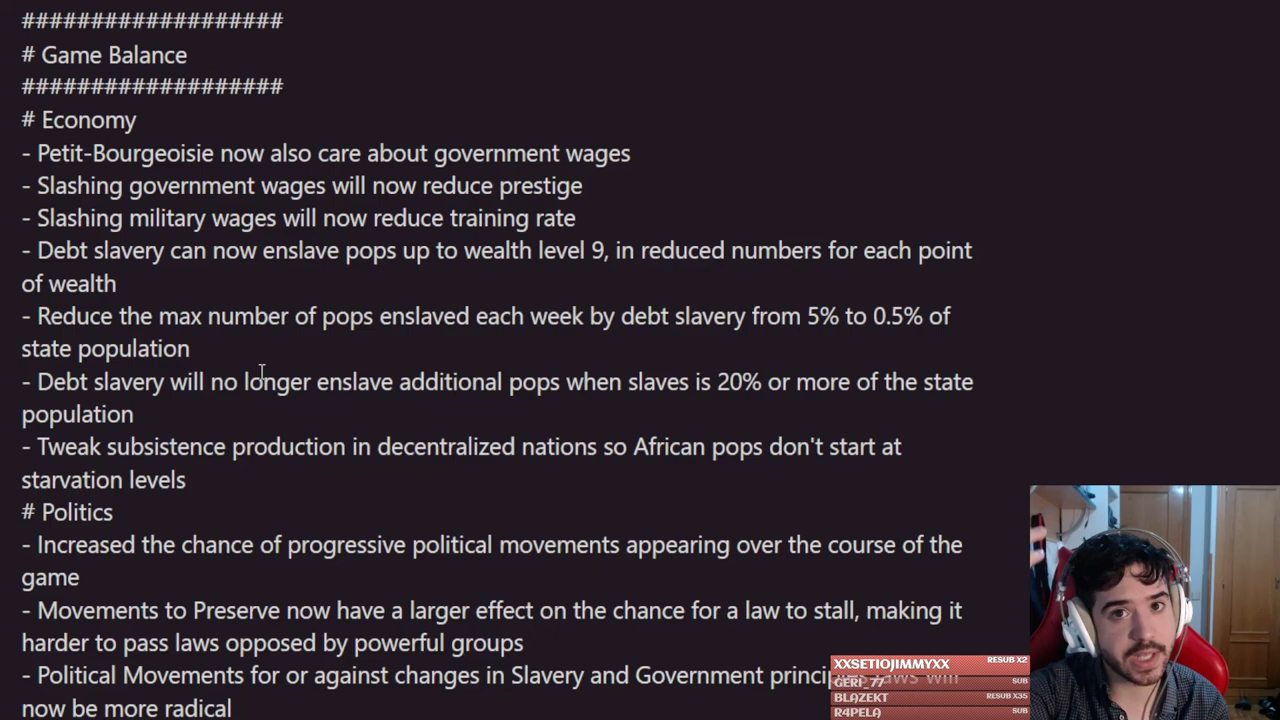 ###################
# Game Balance
###################
# Economy
- Petit-Bourgeoisie now also care about government wages
- Slashing government wages will now reduce prestige
- Slashing military wages will now reduce training rate
- Debt slavery can now enslave pops up to wealth level 9, in reduced numbers for each point
of wealth
- Reduce the max number of pops enslaved each week by debt slavery from 5% to 0.5% of
state population
- Debt slavery will no longer enslave additional pops when slaves is 20% or more of the state
population
- Tweak subsistence production in decentralized nations so African pops don't start at
starvation levels
# Politics
- Increased the chance of progressive political movements appearing over the course of the
game
- Movements to Preserve now have a larger effect on the chance for a law to stall, making it
harder to pass laws opposed by powerful groups
- Political Movements for or against changes in Slavery and Government principles laws will
now be more radical
XXSETIOJIMMYXX RESUB X2
GERI_77 SUB
BLAZEKT RESUB X35
R4PELA SUB